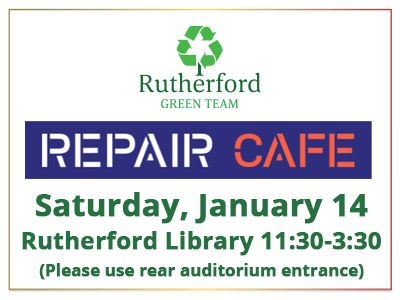 Rutherford
GREEN TEAM
REPAIR CAFE
Saturday, January 14
Rutherford Library 11:30-3:30
(Please use rear auditorium entrance)